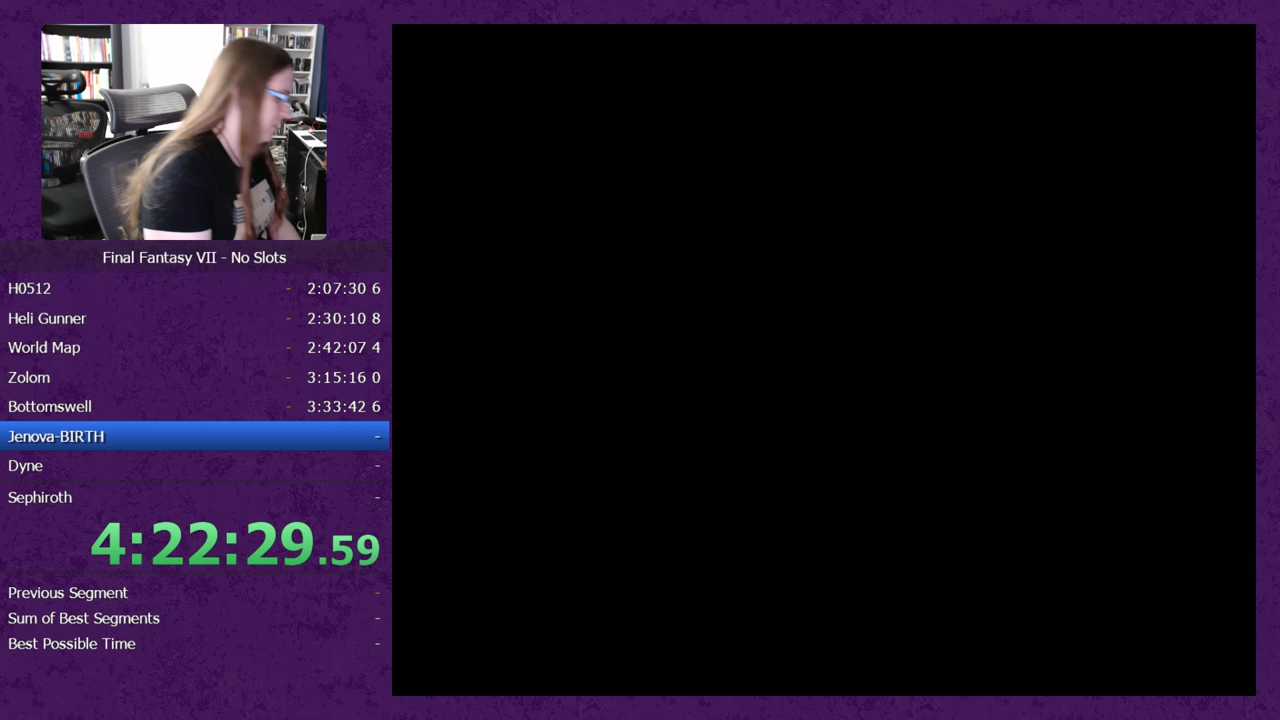 Final Fantasy VII - No Slots
H0512 - 2:07:30 6
Heli Gunner - 2:30:10 8
World Map - 2:42:07 4
Zolom - 3:15:16 0
Bottomswell - 3:33:42 6
Jenova-BIRTH -
Dyne -
Sephiroth -
4:22:29.59
Previous Segment -
Sum of Best Segments -
Best Possible Time -